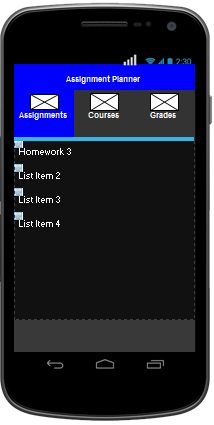 2:30
Assignment Planner
Assignments Courses Grades
Homework 3
List Item 2
List Item 3
List Item 4